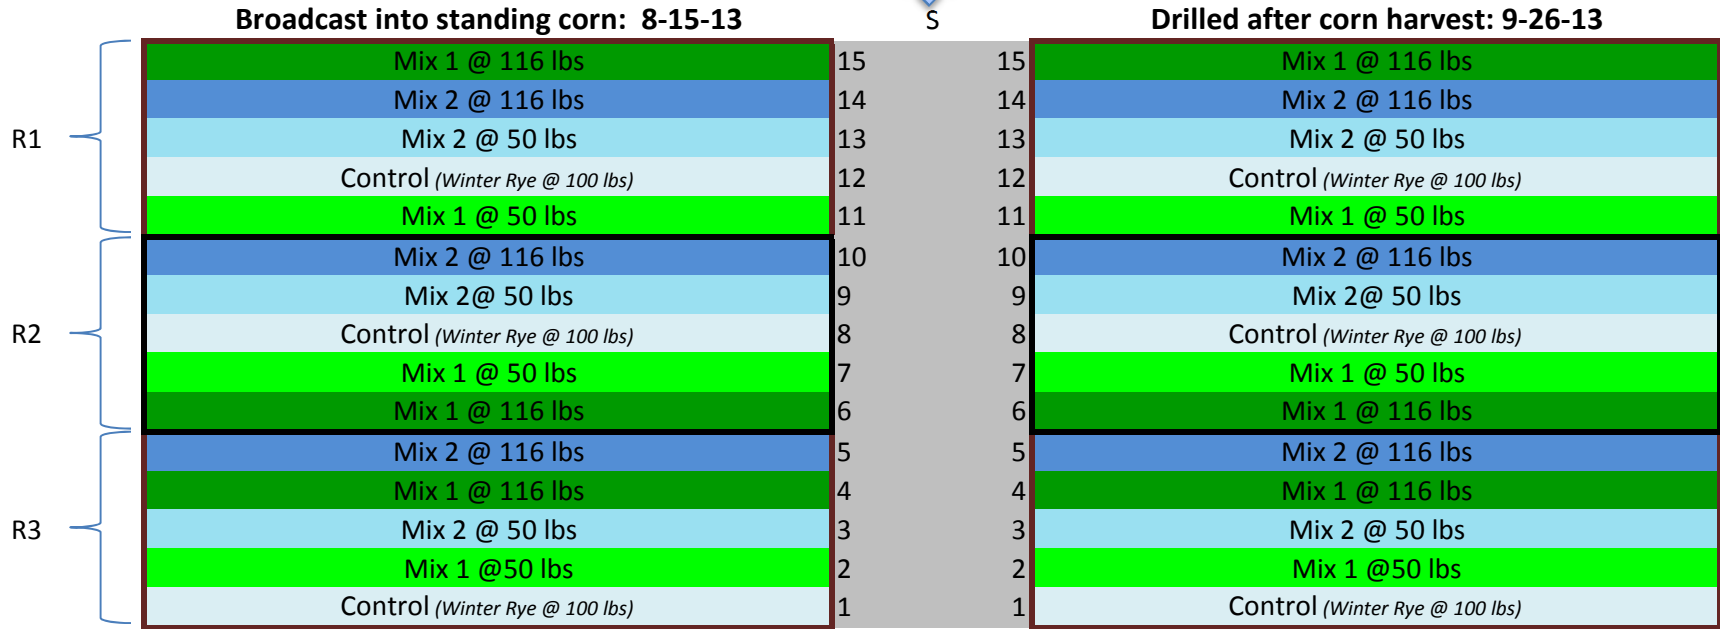 Broadcast into standing corn: 8-15-13 S Drilled after corn harvest: 9-26-13
Mix 1 @ 116 lbs 15 15 Mix 1 @ 116 lbs
Mix 2 @ 116 lbs 14 14 Mix 2 @ 116 lbs
R1 Mix 2 @ 50 lbs 13 13 Mix 2 @ 50 lbs
Control (Winter Rye @ 100 lbs) 12 12 Control (Winter Rye @ 100 lbs)
Mix 1 @ 50 lbs 11 11 Mix 1 @ 50 lbs
Mix 2 @ 116 lbs 10 10 Mix 2 @ 116 lbs
Mix 2@ 50 lbs 9 9 Mix 2@ 50 lbs
R2 Control (Winter Rye @ 100 lbs) 8 8 Control (Winter Rye @ 100 lbs)
Mix 1 @ 50 lbs 7 7 Mix 1 @ 50 lbs
Mix 1 @ 116 lbs 6 6 Mix 1 @ 116 lbs
Mix 2 @ 116 lbs 5 5 Mix 2 @ 116 lbs
Mix 1 @ 116 lbs 4 4 Mix 1 @ 116 lbs
R3 Mix 2 @ 50 lbs 3 3 Mix 2 @ 50 lbs
Mix 1 @50 lbs 2 2 Mix 1 @50 lbs
Control (Winter Rye @ 100 lbs) 1 1 Control (Winter Rye @ 100 lbs)